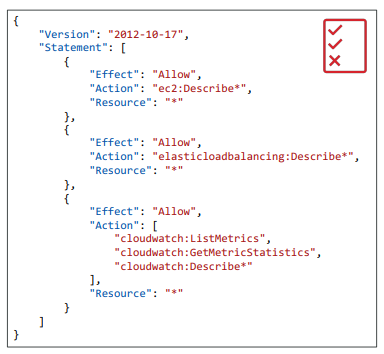 {
    "Version": "2012-10-17",
    "Statement": [
        {
            "Effect": "Allow",
            "Action": "ec2:Describe*",
            "Resource": "*"
        },
        {
            "Effect": "Allow",
            "Action": "elasticloadbalancing:Describe*",
            "Resource": "*"
        },
        {
            "Effect": "Allow",
            "Action": [
                "cloudwatch:ListMetrics",
                "cloudwatch:GetMetricStatistics",
                "cloudwatch:Describe*"
            ],
            "Resource": "*"
        }
    ]
}